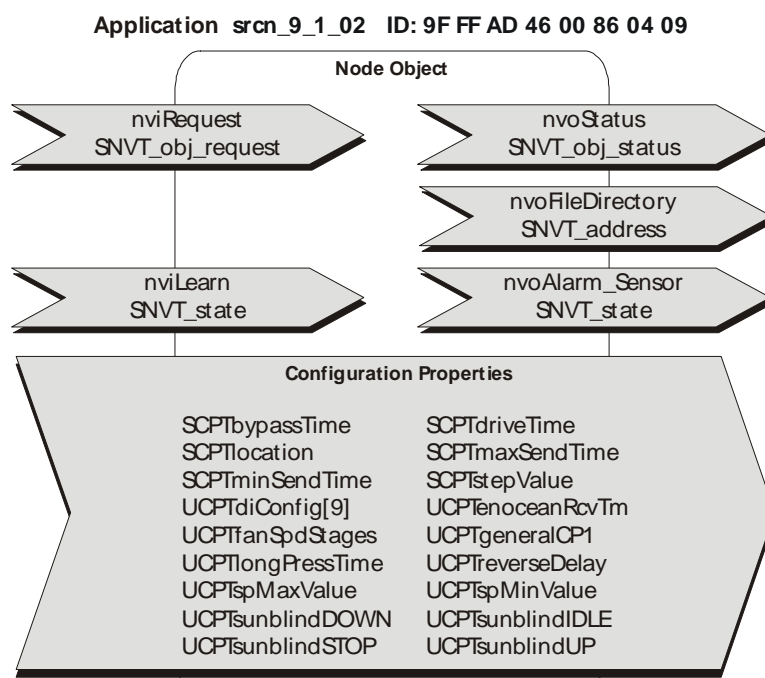 Application srcn_9_1_02 ID: 9F FF AD 46 00 86 04 09
Node Object
nviRequest
SNVT_obj_request
nvoStatus
SNVT_obj_status
nvoFileDirectory
SNVT_address
nviLearn
SNVT_state
nvoAlarm_Sensor
SNVT_state
Configuration Properties
SCPTbypassTime SCPTdriveTime
SCPTlocation SCPTmaxSendTime
SCPTminSendTime SCPTstepValue
UCPTdiConfig[9] UCPTenoceanRcvTm
UCPTfanSpdStages UCPTgeneralCP1
UCPTlongPressTime UCPTreverseDelay
UCPTspMaxValue UCPTspMinValue
UCPTsunblindDOWN UCPTsunblindIDLE
UCPTsunblindSTOP UCPTsunblindUP